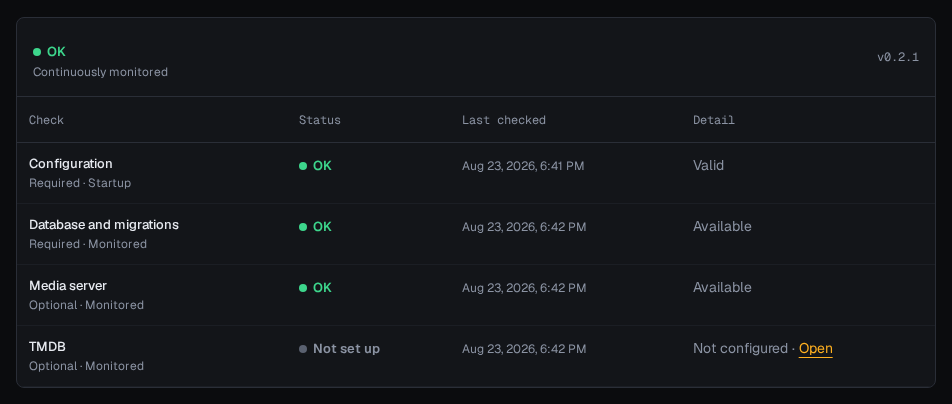 OK
Continuously monitored
v0.2.1
Check Status Last checked Detail
Configuration
Required · Startup
OK Aug 23, 2026, 6:41 PM Valid
Database and migrations
Required · Monitored
OK Aug 23, 2026, 6:42 PM Available
Media server
Optional · Monitored
OK Aug 23, 2026, 6:42 PM Available
TMDB
Optional · Monitored
Not set up Aug 23, 2026, 6:42 PM Not configured · Open